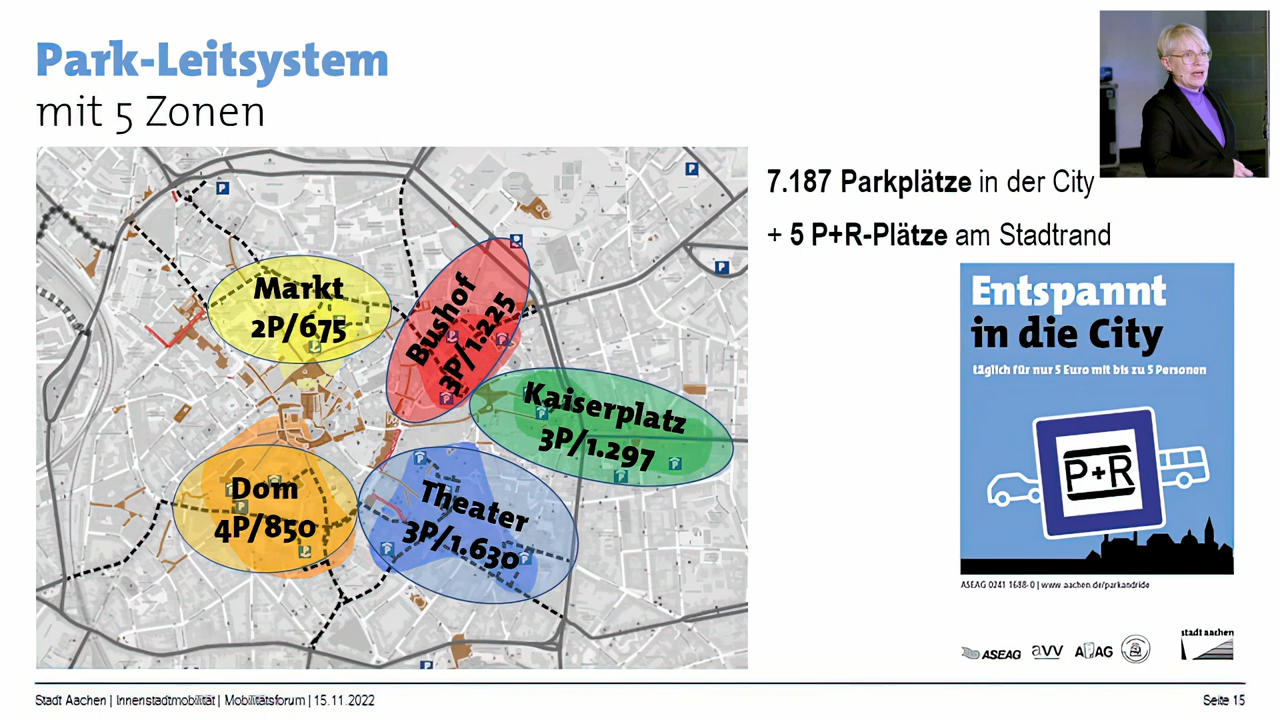 Park-Leitsystem
mit 5 Zonen
7.187 Parkplätze in der City
+ 5 P+R-Plätze am Stadtrand
Markt
2P/675
Bushof
3P/1.225
Kaiserplatz
3P/1.297
Dom
4P/850
Theater
3P/1.630
Entspannt
in die City
täglich für nur 5 Euro mit bis zu 5 Personen
P+R
ASEAG 0241 1688-0 | www.aachen.de/parkandride
ASEAG
avv
APAG
stadt aachen
Stadt Aachen | Innenstadtmobilität | Mobilitätsforum | 15.11.2022
Seite 15